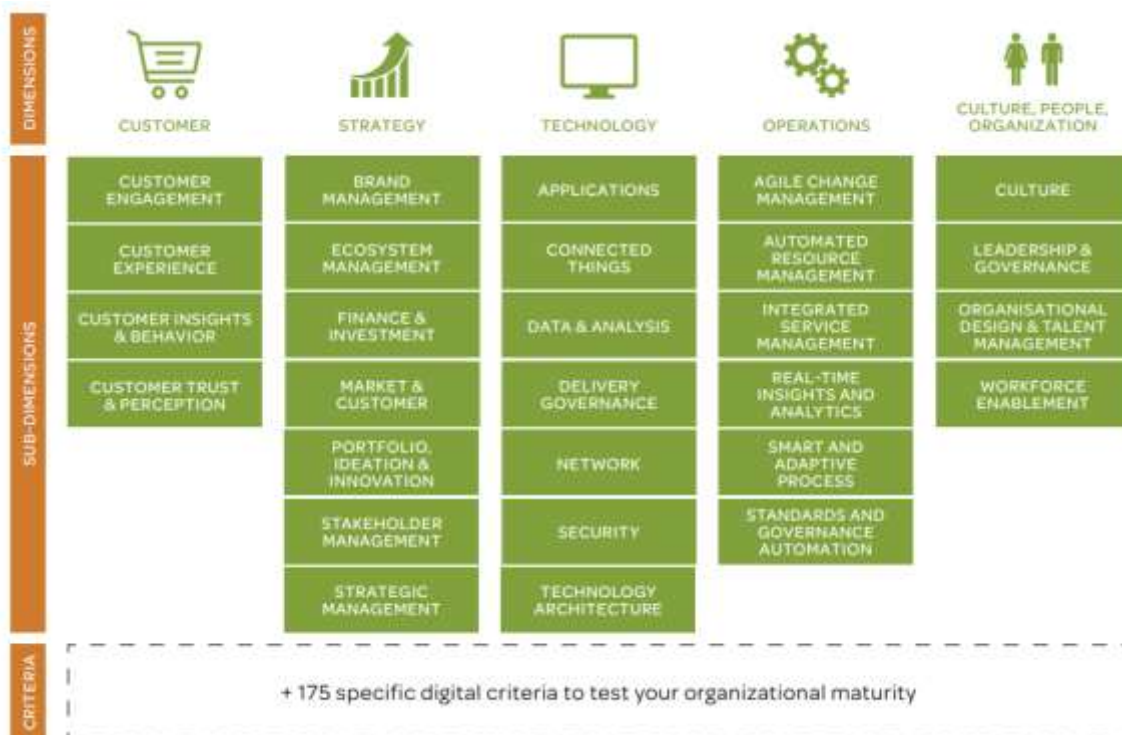 DIMENSIONS
CUSTOMER
STRATEGY
TECHNOLOGY
OPERATIONS
CULTURE, PEOPLE,
ORGANIZATION
SUB-DIMENSIONS
CUSTOMER
ENGAGEMENT
CUSTOMER
EXPERIENCE
CUSTOMER INSIGHTS
& BEHAVIOR
CUSTOMER TRUST
& PERCEPTION
BRAND
MANAGEMENT
ECOSYSTEM
MANAGEMENT
FINANCE &
INVESTMENT
MARKET &
CUSTOMER
PORTFOLIO,
IDEATION &
INNOVATION
STAKEHOLDER
MANAGEMENT
STRATEGIC
MANAGEMENT
APPLICATIONS
CONNECTED
THINGS
DATA & ANALYSIS
DELIVERY
GOVERNANCE
NETWORK
SECURITY
TECHNOLOGY
ARCHITECTURE
AGILE CHANGE
MANAGEMENT
AUTOMATED
RESOURCE
MANAGEMENT
INTEGRATED
SERVICE
MANAGEMENT
REAL-TIME
INSIGHTS AND
ANALYTICS
SMART AND
ADAPTIVE
PROCESS
STANDARDS AND
GOVERNANCE
AUTOMATION
CULTURE
LEADERSHIP &
GOVERNANCE
ORGANISATIONAL
DESIGN & TALENT
MANAGEMENT
WORKFORCE
ENABLEMENT
CRITERIA
+ 175 specific digital criteria to test your organizational maturity